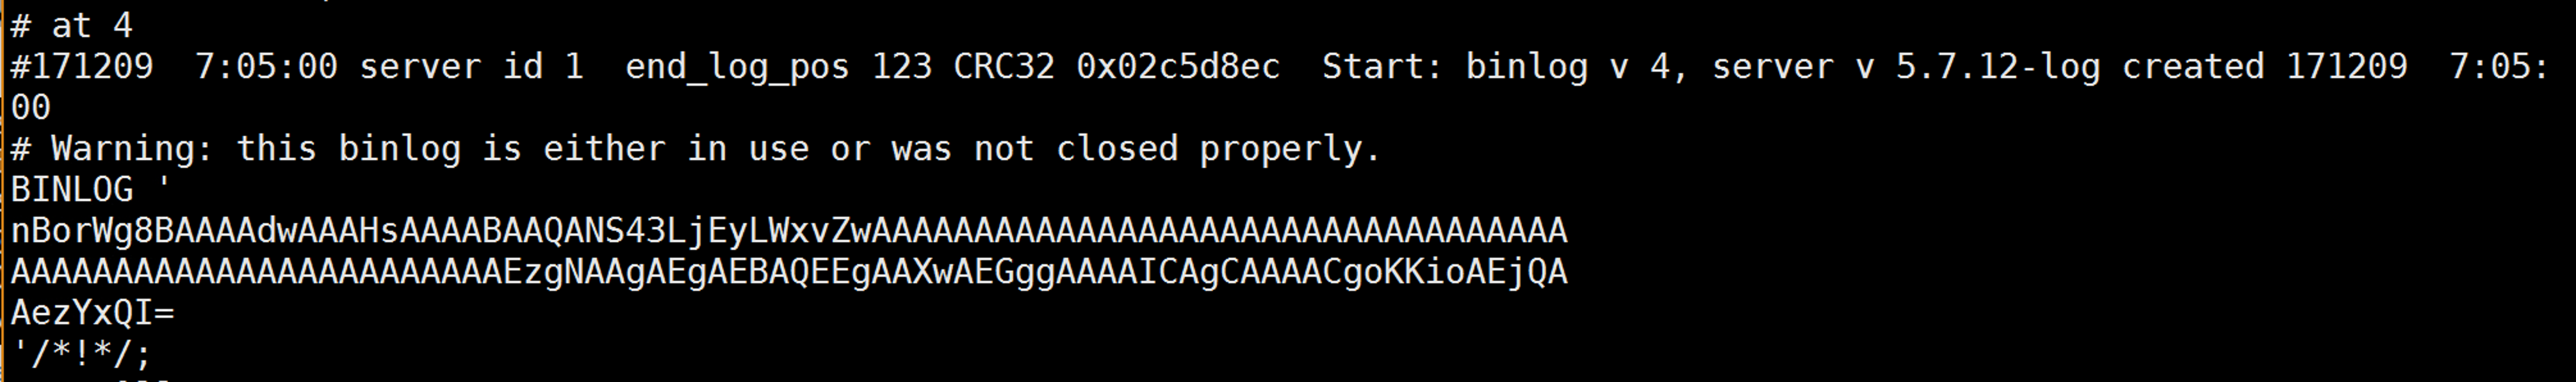 # at 4
#171209  7:05:00 server id 1  end_log_pos 123 CRC32 0x02c5d8ec  Start: binlog v 4, server v 5.7.12-log created 171209  7:05:
00
# Warning: this binlog is either in use or was not closed properly.
BINLOG '
nBorWg8BAAAAdwAAAHsAAAABAAQANS43LjEyLWxvZwAAAAAAAAAAAAAAAAAAAAAAAAAAAAAAAAAA
AAAAAAAAAAAAAAAAAAAAAAAAEzgNAAgAEgAEBAQEEgAAXwAEGggAAAAICAgCAAAACgoKKioAEjQA
AezYxQI=
'/*!*/;